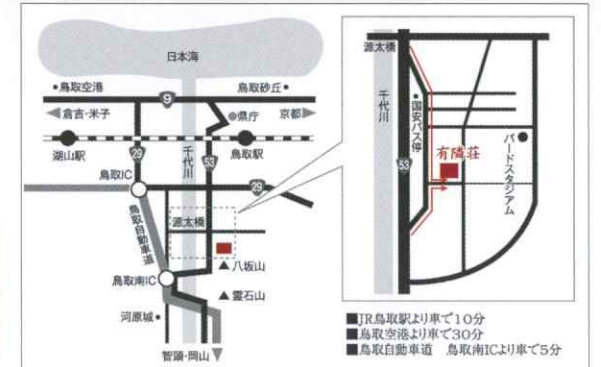 日本海
鳥取空港
鳥取砂丘
9
倉吉・米子
県庁
京都
湖山駅
29
千代川
53
鳥取駅
鳥取IC
29
鳥取自動車道
源太橋
鳥取南IC
八坂山
霊石山
河原城
智頭・岡山
源太橋
千代川
国安バス停
53
有隣荘
バードスタジアム
■JR鳥取駅より車で10分
■鳥取空港より車で30分
■鳥取自動車道 鳥取南ICより車で5分